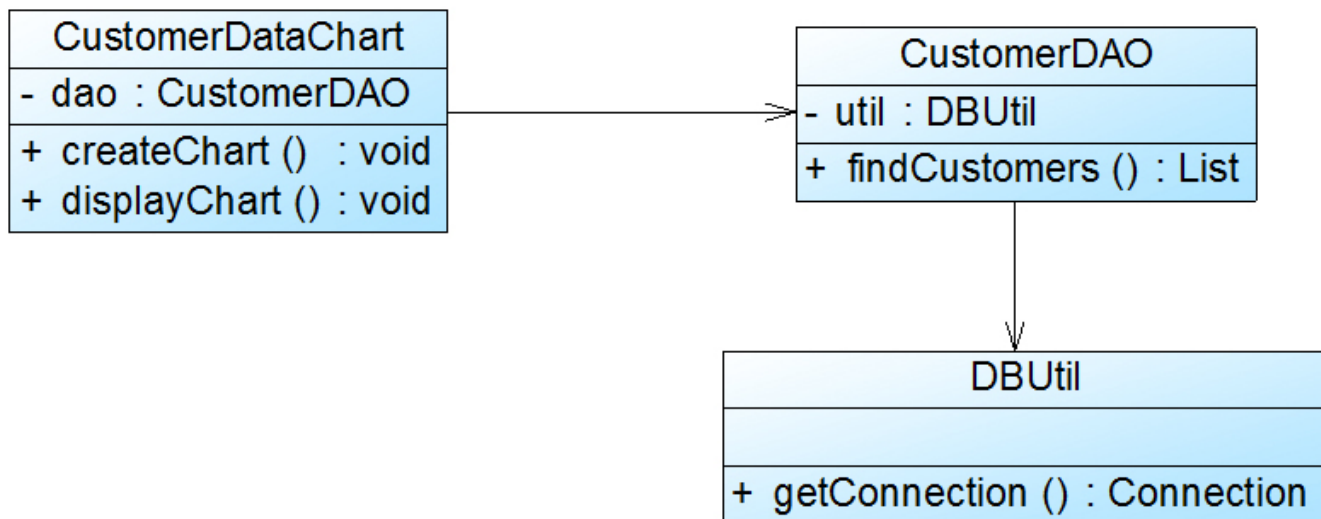 CustomerDataChart
- dao : CustomerDAO
+ createChart () : void
+ displayChart () : void
CustomerDAO
- util : DBUtil
+ findCustomers () : List
DBUtil
+ getConnection () : Connection